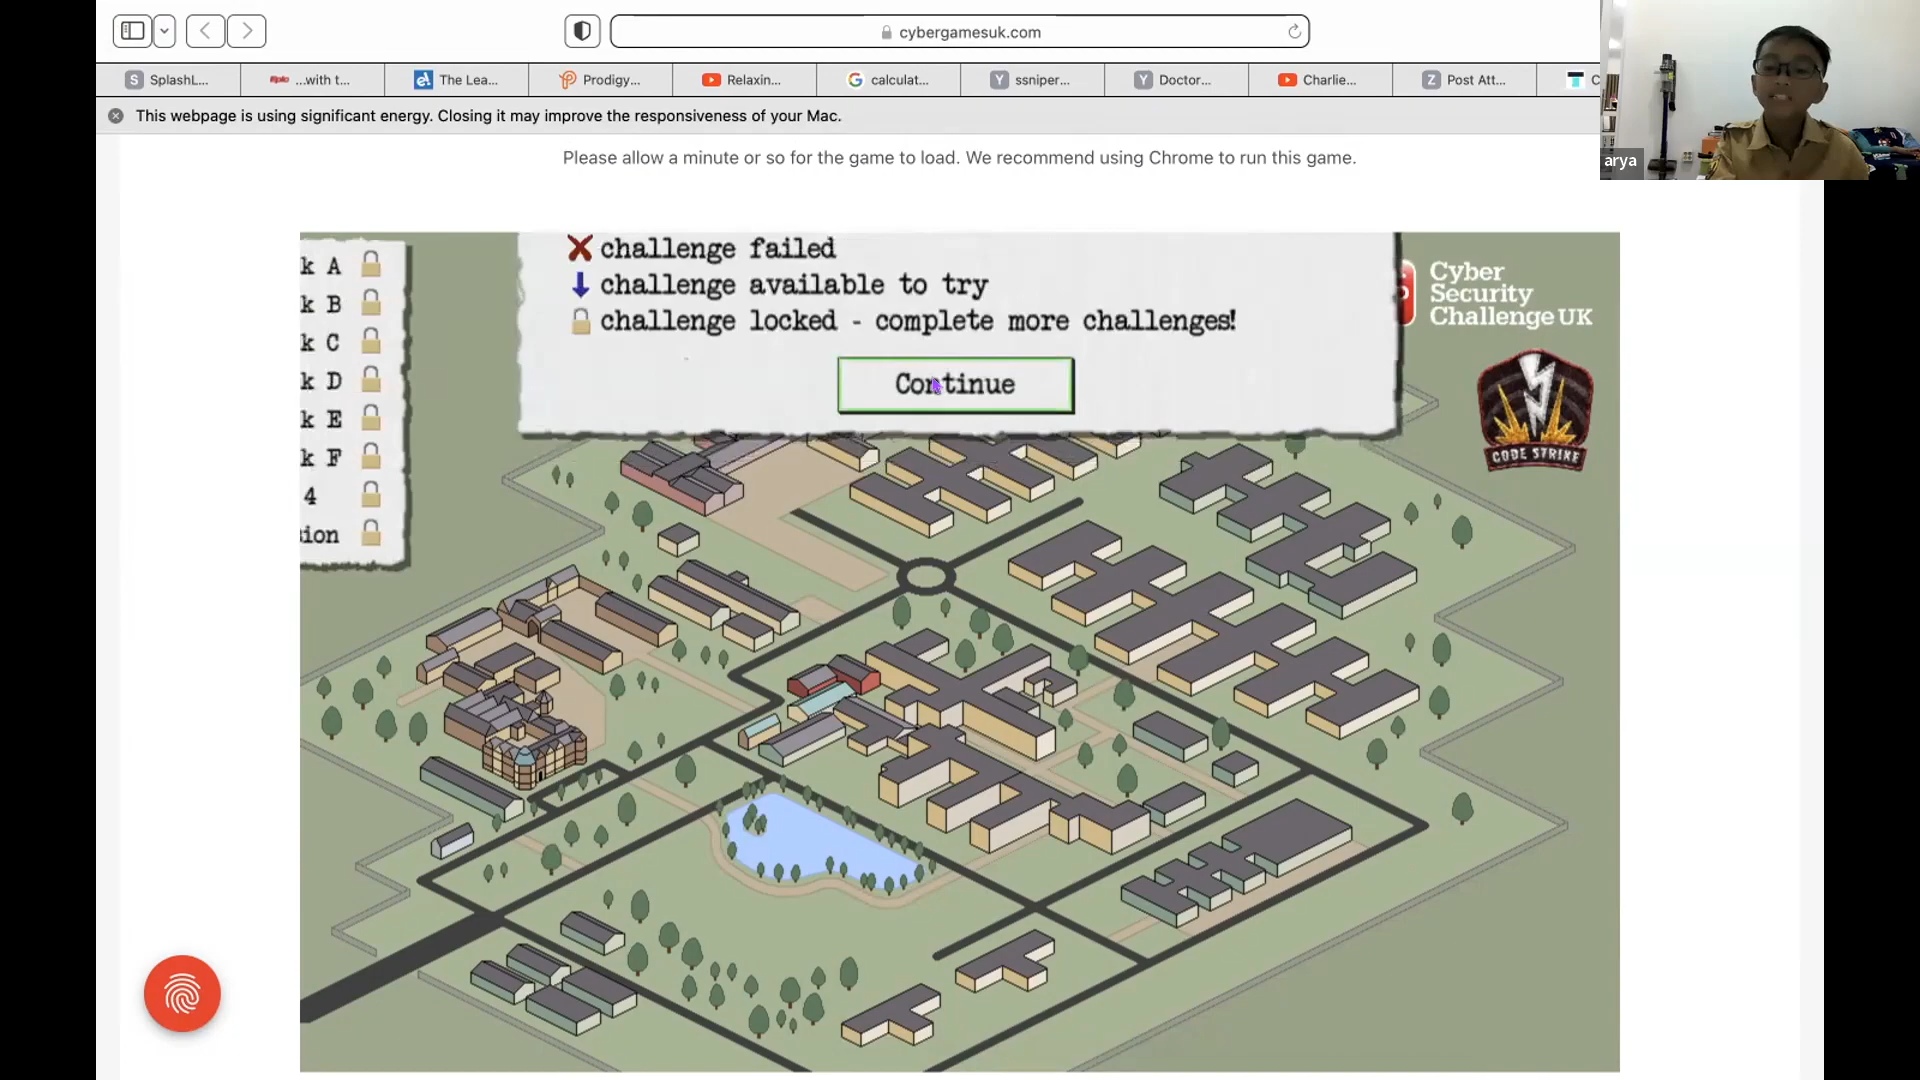 cybergamesuk.com
SplashL...
Epic ...with t...
The Lea...
Prodigy...
Relaxin...
calculat...
ssniper...
Doctor...
Charlie...
Post Att...
C
This webpage is using significant energy. Closing it may improve the responsiveness of your Mac.
arya
Please allow a minute or so for the game to load. We recommend using Chrome to run this game.
challenge failed
challenge available to try
challenge locked - complete more challenges!
Continue
k A
k B
k C
k D
k E
k F
4
sion
Cyber
Security
Challenge UK
CODE STRIKE